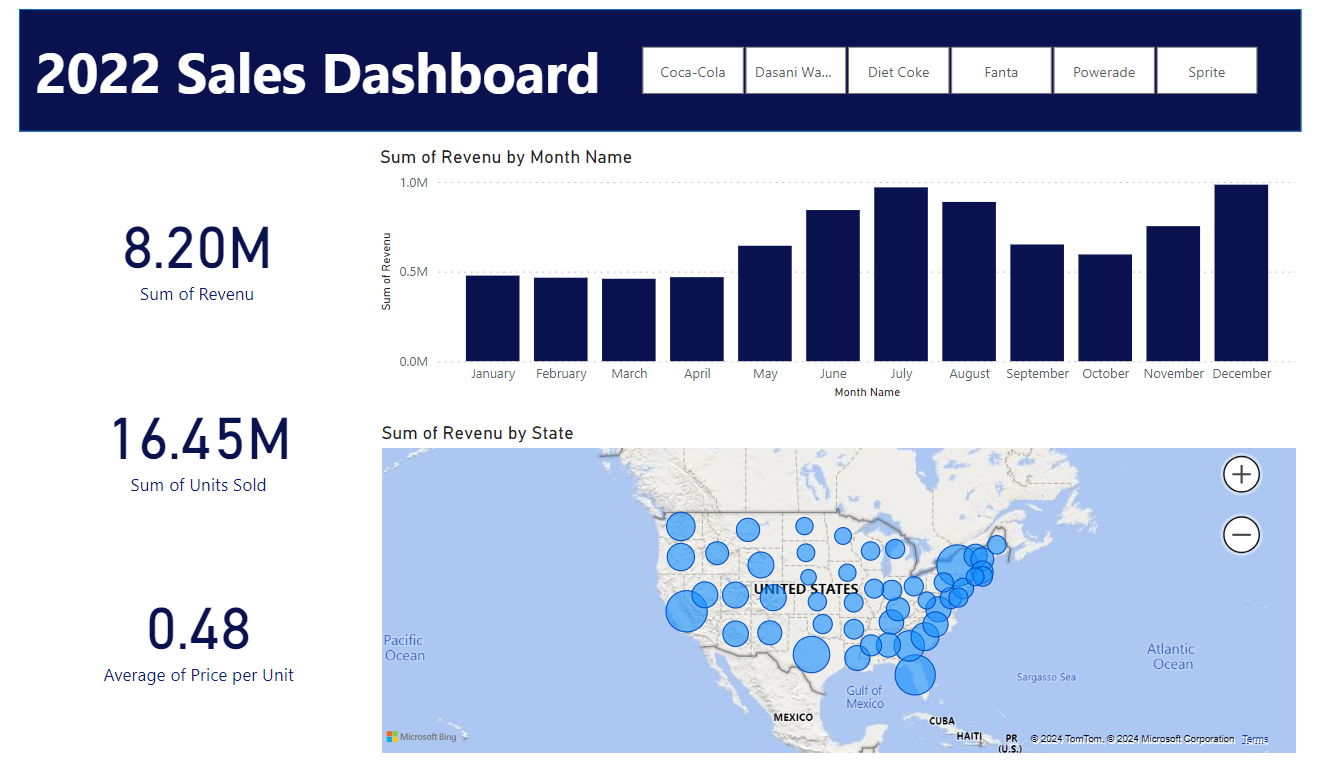 2022 Sales Dashboard
Coca-Cola
Dasani Wa...
Diet Coke
Fanta
Powerade
Sprite
8.20M
Sum of Revenu
16.45M
Sum of Units Sold
0.48
Average of Price per Unit
Sum of Revenu by Month Name
Sum of Revenu
1.0M
0.5M
0.0M
January February March April May June July August September October November December
Month Name
Sum of Revenu by State
UNITED STATES
Pacific
Ocean
Atlantic
Ocean
Sargasso Sea
Gulf of
Mexico
MEXICO
CUBA
HAITI
PR
(U.S.)
Microsoft Bing
© 2024 TomTom, © 2024 Microsoft Corporation Terms